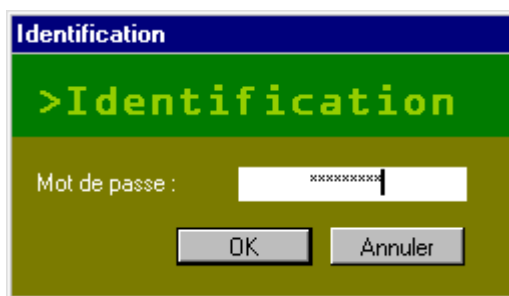 Identification
>Identification
Mot de passe : *********
OK Annuler